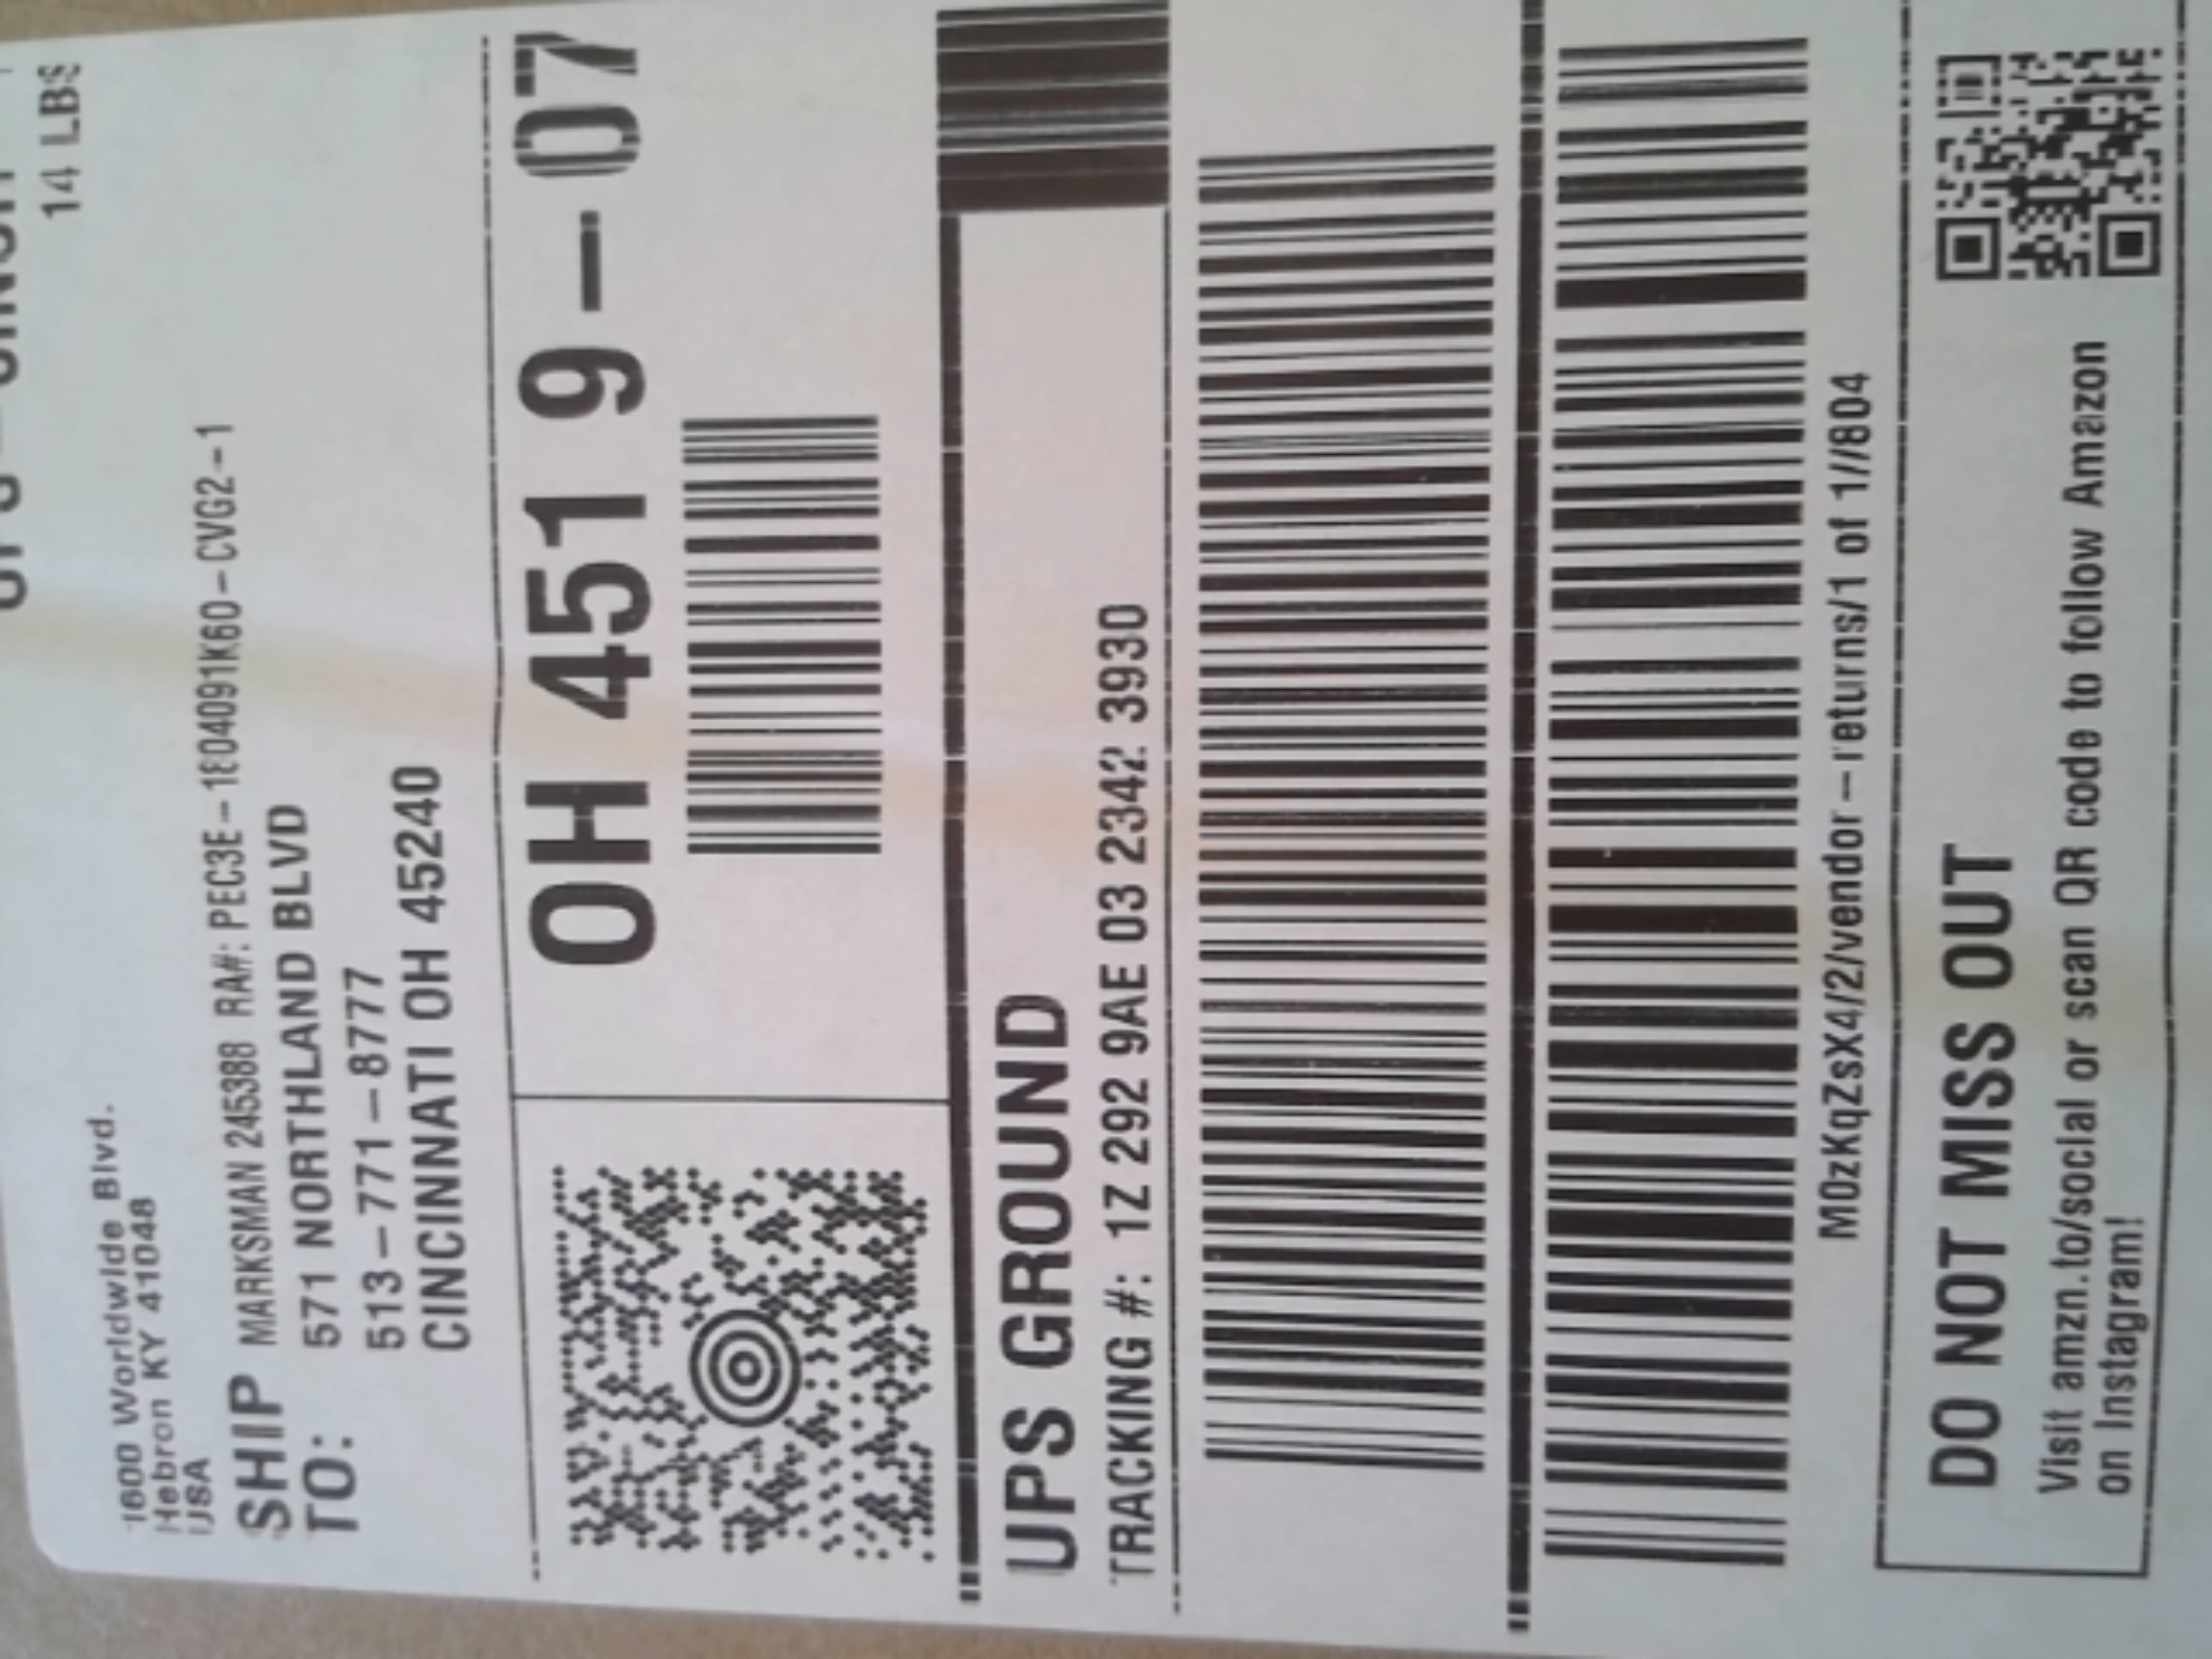 14 LBS
1600 Worldwide Blvd.
Hebron KY 41048
USA
SHIP
TO:
MARKSMAN 245388 RA#: PEC3E-1E04091K60-CVG2-1
571 NORTHLAND BLVD
513-771-8777
CINCINNATI OH 45240
OH 451 9-07
UPS GROUND
TRACKING #: 1Z 292 9AE 03 2342 3930
M0zKqZsX4/2/vendor-returns/1 of 1//804
DO NOT MISS OUT
Visit amzn.to/social or scan QR code to follow Amazon
on Instagram!